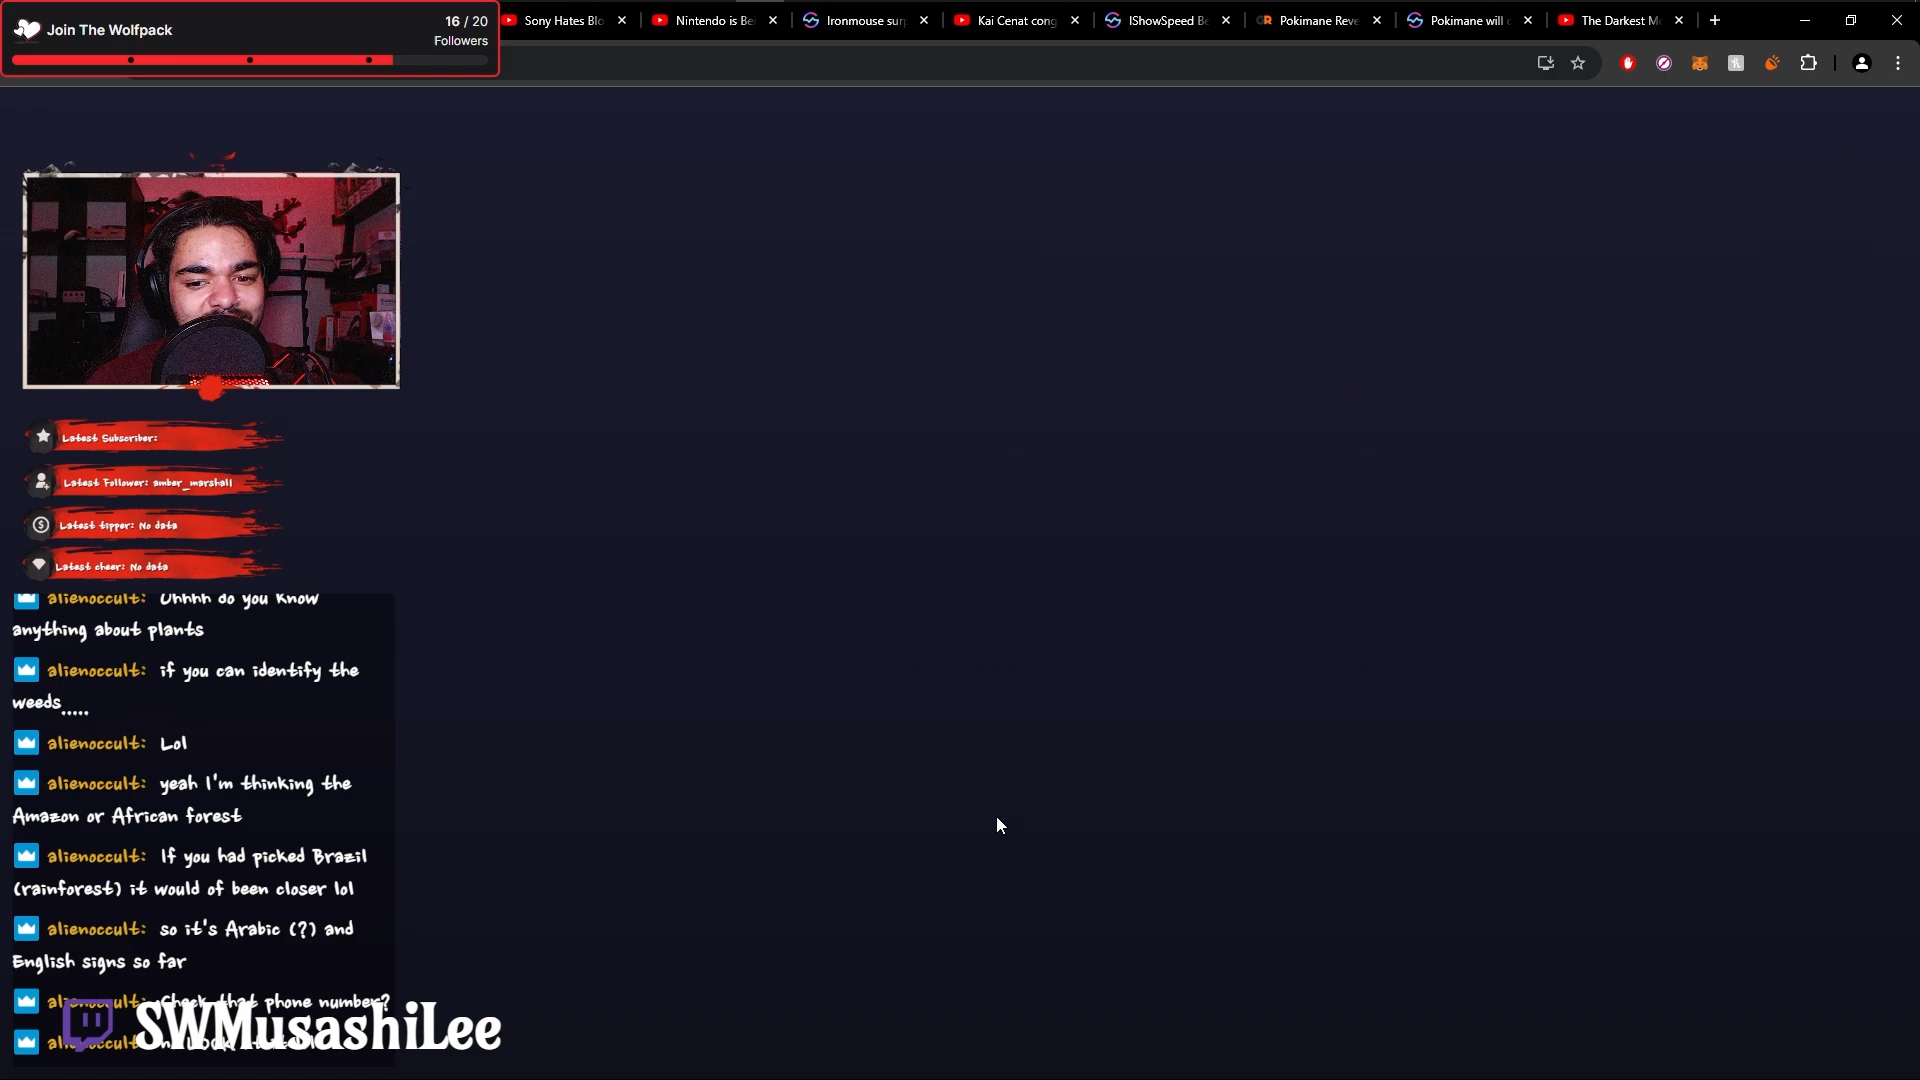 Join The Wolfpack
16 / 20
Followers
Sony Hates Blo
Nintendo is Bei
Ironmouse surp
Kai Cenat cong
IShowSpeed Be
Pokimane Reve
Pokimane will
The Darkest M
Latest Subscriber:
Latest Follower: amber_marshall
Latest tipper: No data
Latest cheer: No data
alienoccult: Ohhhh do you know
anything about plants
alienoccult: if you can identify the
weeds.....
alienoccult: Lol
alienoccult: yeah I'm thinking the
Amazon or African forest
alienoccult: If you had picked Brazil
(rainforest) it would of been closer lol
alienoccult: so it's Arabic (?) and
English signs so far
Check that phone number?
SWMusashiLee